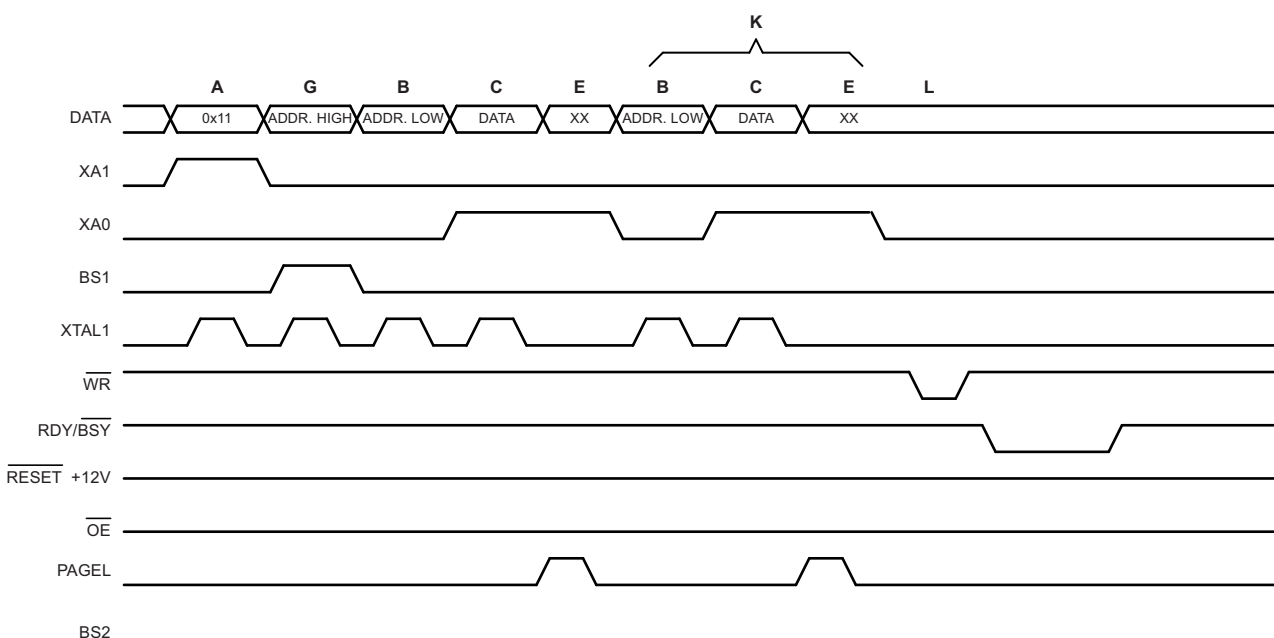 K
A G B C E B C E L
DATA 0x11 ADDR. HIGH ADDR. LOW DATA XX ADDR. LOW DATA XX
XA1
XA0
BS1
XTAL1
WR
RDY/BSY
RESET +12V
OE
PAGEL
BS2